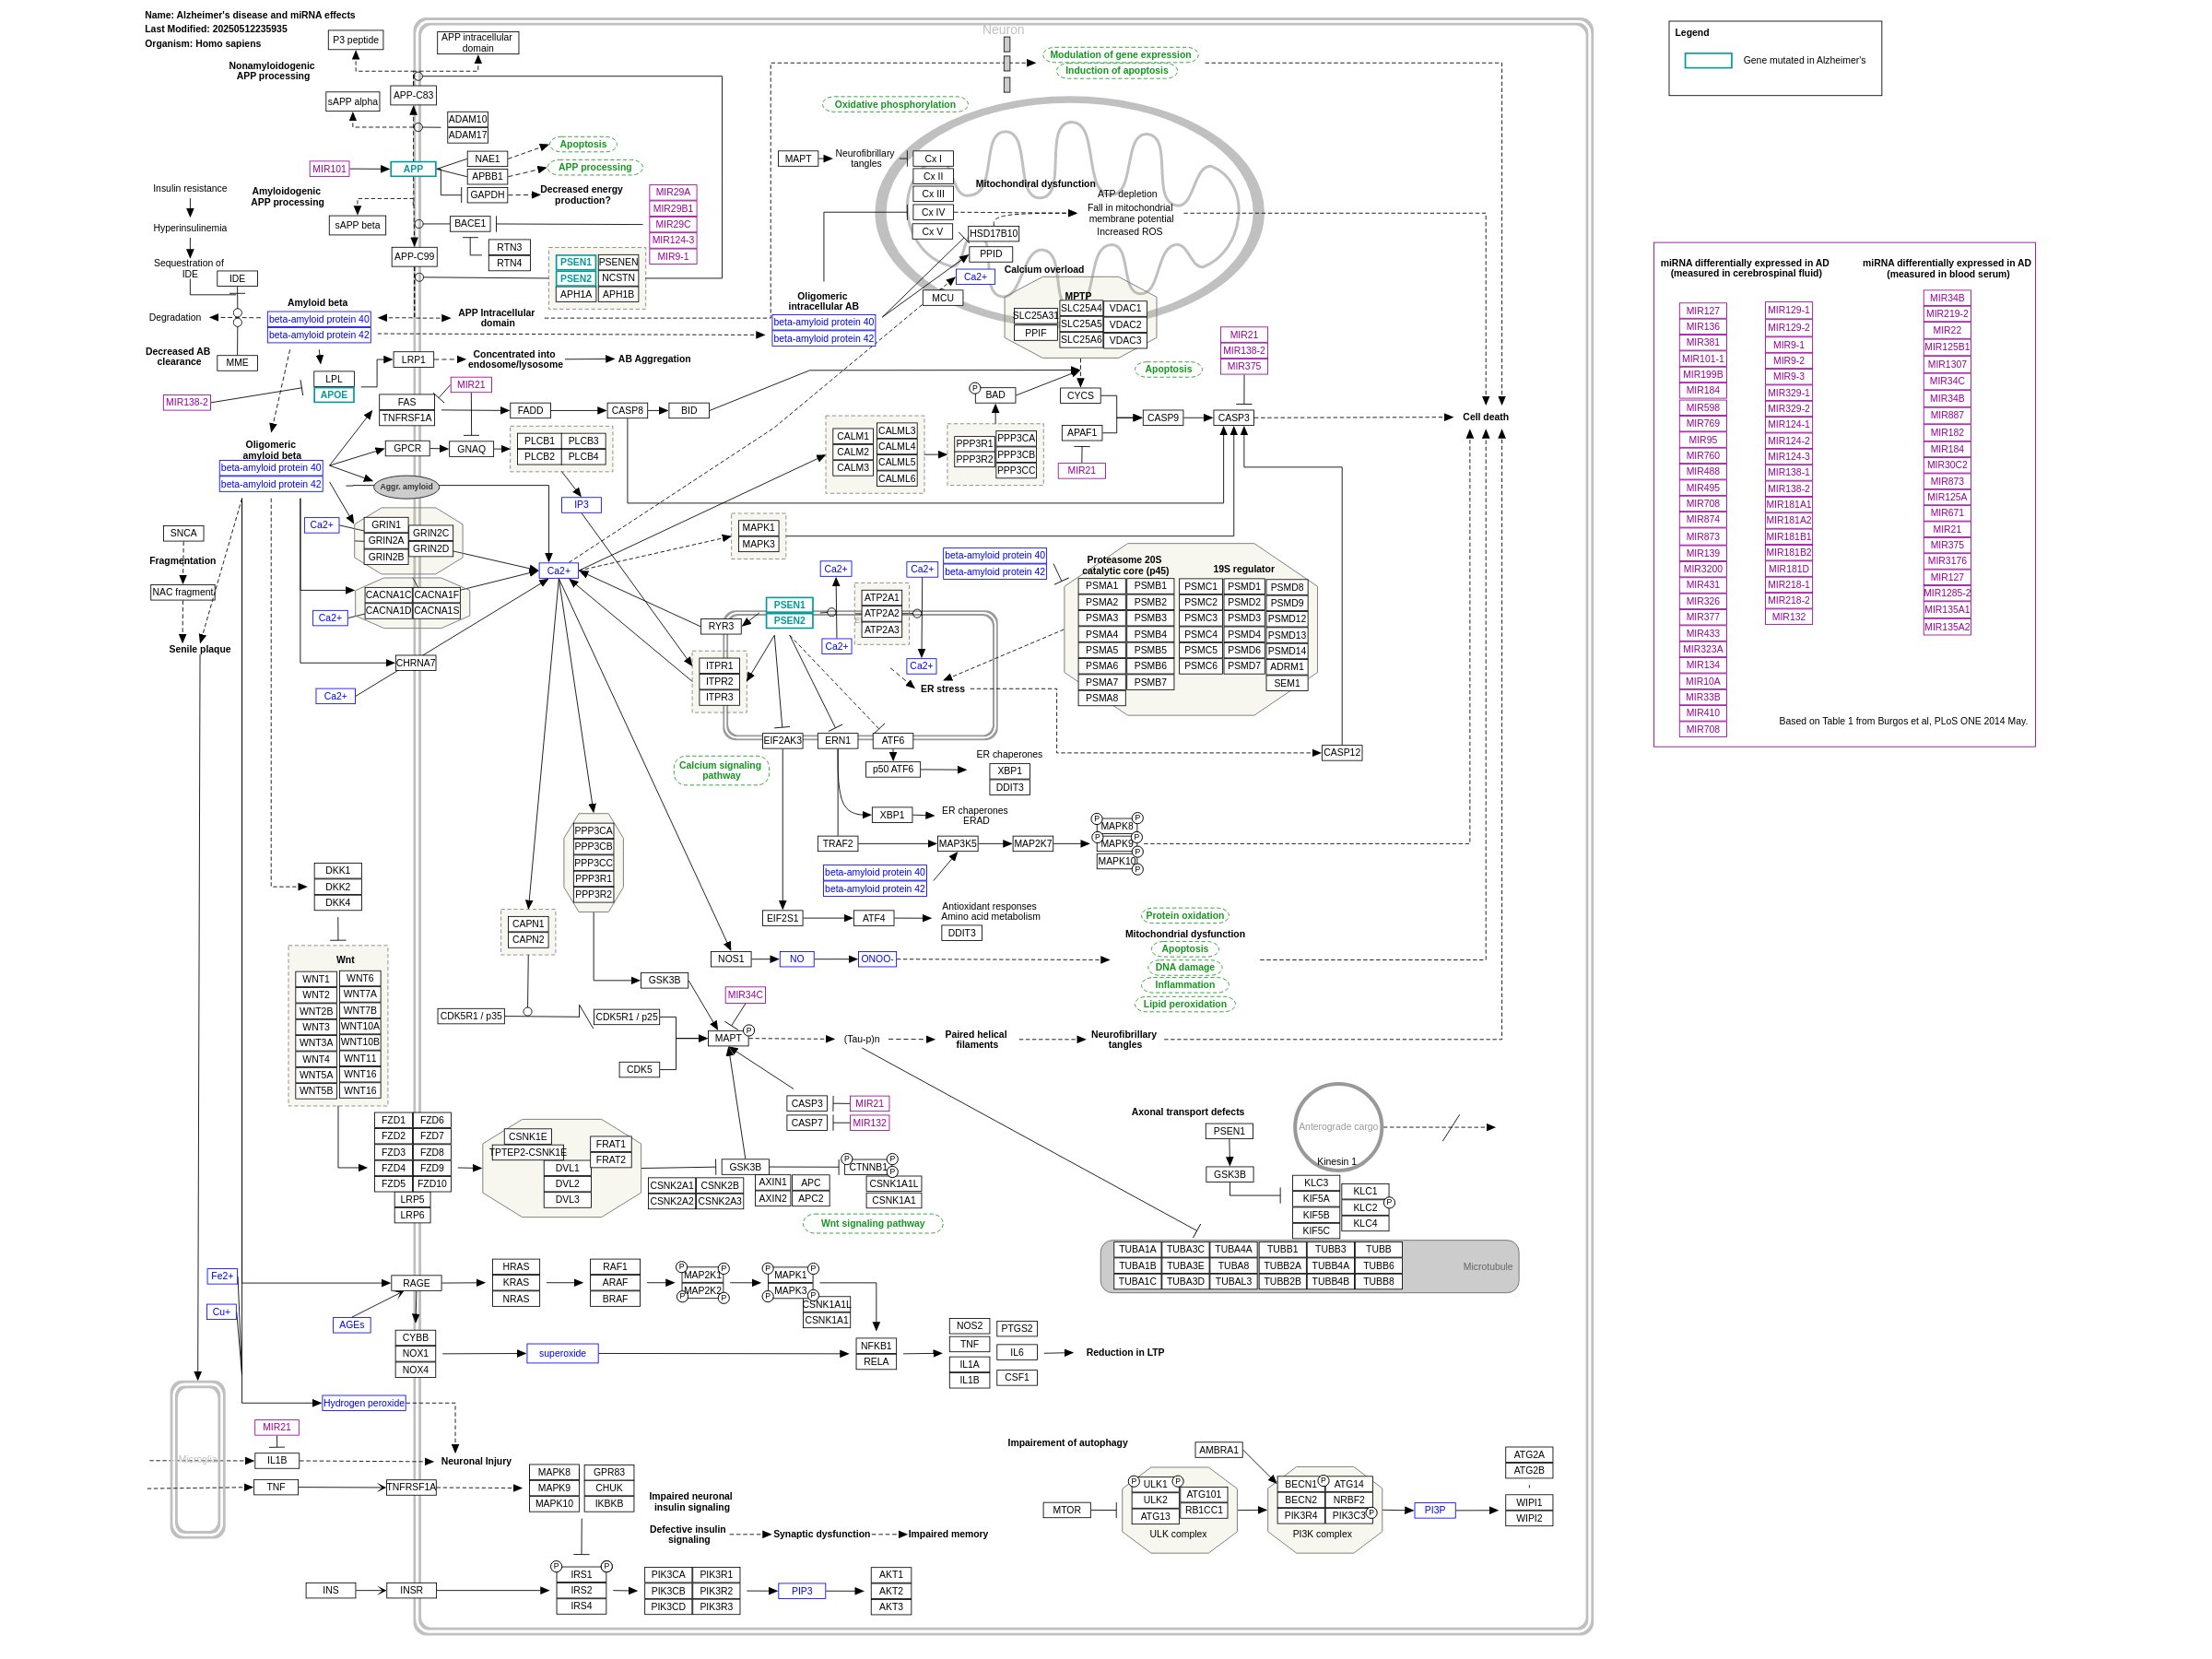 Name: Alzheimer's disease and miRNA effects
Last Modified: 20250512235935
Organism: Homo sapiens
Neuron
P3 peptide
APP intracellular
domain
Nonamyloidogenic
APP processing
sAPP alpha
APP-C83
ADAM10
ADAM17
MIR101
APP
NAE1
APBB1
GAPDH
Apoptosis
APP processing
Decreased energy
production?
Insulin resistance
Hyperinsulinemia
Sequestration of
IDE
IDE
Amyloidogenic
APP processing
sAPP beta
BACE1
RTN3
RTN4
MIR29A
MIR29B1
MIR29C
MIR124-3
MIR9-1
APP-C99
PSEN1
PSENEN
PSEN2
NCSTN
APH1A
APH1B
Degradation
Amyloid beta
beta-amyloid protein 40
beta-amyloid protein 42
APP Intracellular
domain
Decreased AB
clearance
MME
LRP1
Concentrated into
endosome/lysosome
AB Aggregation
LPL
APOE
MIR138-2
MIR21
FAS
TNFRSF1A
FADD
CASP8
BID
GPCR
GNAQ
PLCB1
PLCB3
PLCB2
PLCB4
IP3
Oligomeric
amyloid beta
beta-amyloid protein 40
beta-amyloid protein 42
Aggr. amyloid
Ca2+
GRIN1
GRIN2A
GRIN2B
GRIN2C
GRIN2D
CACNA1C
CACNA1F
CACNA1D
CACNA1S
Ca2+
CHRNA7
Ca2+
Ca2+
SNCA
Fragmentation
NAC fragment
Senile plaque
Modulation of gene expression
Induction of apoptosis
Oxidative phosphorylation
MAPT
Neurofibrillary
tangles
Cx I
Cx II
Cx III
Cx IV
Cx V
Mitochondiral dysfunction
ATP depletion
Fall in mitochondrial
membrane potential
Increased ROS
HSD17B10
PPID
Ca2+
MCU
Calcium overload
MPTP
SLC25A31
PPIF
SLC25A4
SLC25A5
SLC25A6
VDAC1
VDAC2
VDAC3
Oligomeric
intracellular AB
beta-amyloid protein 40
beta-amyloid protein 42
Apoptosis
MIR21
MIR138-2
MIR375
P
BAD
CYCS
APAF1
MIR21
CASP9
CASP3
Cell death
CALM1
CALM2
CALM3
CALML3
CALML4
CALML5
CALML6
PPP3R1
PPP3R2
PPP3CA
PPP3CB
PPP3CC
MAPK1
MAPK3
Ca2+
Ca2+
beta-amyloid protein 40
beta-amyloid protein 42
PSEN1
PSEN2
ATP2A1
ATP2A2
ATP2A3
RYR3
Ca2+
Ca2+
ITPR1
ITPR2
ITPR3
ER stress
Proteasome 20S
catalytic core (p45)
19S regulator
PSMA1
PSMA2
PSMA3
PSMA4
PSMA5
PSMA6
PSMA7
PSMA8
PSMB1
PSMB2
PSMB3
PSMB4
PSMB5
PSMB6
PSMB7
PSMC1
PSMC2
PSMC3
PSMC4
PSMC5
PSMC6
PSMD1
PSMD2
PSMD3
PSMD4
PSMD6
PSMD7
PSMD8
PSMD9
PSMD12
PSMD13
PSMD14
ADRM1
SEM1
CASP12
EIF2AK3
ERN1
ATF6
Calcium signaling
pathway
p50 ATF6
ER chaperones
XBP1
DDIT3
XBP1
ER chaperones
ERAD
TRAF2
MAP3K5
MAP2K7
MAPK8
MAPK9
MAPK10
P
P
P
P
P
P
beta-amyloid protein 40
beta-amyloid protein 42
EIF2S1
ATF4
Antioxidant responses
Amino acid metabolism
DDIT3
PPP3CA
PPP3CB
PPP3CC
PPP3R1
PPP3R2
CAPN1
CAPN2
NOS1
NO
ONOO-
Protein oxidation
Mitochondrial dysfunction
Apoptosis
DNA damage
Inflammation
Lipid peroxidation
DKK1
DKK2
DKK4
Wnt
WNT1
WNT2
WNT2B
WNT3
WNT3A
WNT4
WNT5A
WNT5B
WNT6
WNT7A
WNT7B
WNT10A
WNT10B
WNT11
WNT16
WNT16
GSK3B
MIR34C
CDK5R1 / p35
CDK5R1 / p25
CDK5
MAPT
P
(Tau-p)n
Paired helical
filaments
Neurofibrillary
tangles
CASP3
CASP7
MIR21
MIR132
FZD1
FZD2
FZD3
FZD4
FZD5
FZD6
FZD7
FZD8
FZD9
FZD10
LRP5
LRP6
CSNK1E
TPTEP2-CSNK1E
DVL1
DVL2
DVL3
FRAT1
FRAT2
GSK3B
CSNK2A1
CSNK2B
CSNK2A2
CSNK2A3
AXIN1
APC
AXIN2
APC2
P
CTNNB1
P
P
CSNK1A1L
CSNK1A1
Wnt signaling pathway
Axonal transport defects
PSEN1
GSK3B
Anterograde cargo
Kinesin 1
KLC3
KIF5A
KIF5B
KIF5C
KLC1
KLC2
KLC4
P
TUBA1A
TUBA3C
TUBA4A
TUBB1
TUBB3
TUBB
TUBA1B
TUBA3E
TUBA8
TUBB2A
TUBB4A
TUBB6
TUBA1C
TUBA3D
TUBAL3
TUBB2B
TUBB4B
TUBB8
Microtubule
Fe2+
Cu+
RAGE
AGEs
HRAS
KRAS
NRAS
RAF1
ARAF
BRAF
MAP2K1
MAP2K2
P
P
P
P
MAPK1
MAPK3
P
P
P
P
CSNK1A1L
CSNK1A1
CYBB
NOX1
NOX4
superoxide
NFKB1
RELA
NOS2
TNF
IL1A
IL1B
PTGS2
IL6
CSF1
Reduction in LTP
Hydrogen peroxide
Microglia
MIR21
IL1B
TNF
TNFRSF1A
Neuronal Injury
MAPK8
MAPK9
MAPK10
GPR83
CHUK
IKBKB
Impaired neuronal
insulin signaling
Defective insulin
signaling
Synaptic dysfunction
Impaired memory
INS
INSR
P
P
IRS1
IRS2
IRS4
PIK3CA
PIK3R1
PIK3CB
PIK3R2
PIK3CD
PIK3R3
PIP3
AKT1
AKT2
AKT3
Impairement of autophagy
AMBRA1
MTOR
P
P
ULK1
ULK2
ATG13
ATG101
RB1CC1
ULK complex
BECN1
BECN2
PIK3R4
P
ATG14
NRBF2
PIK3C3
P
PI3K complex
PI3P
ATG2A
ATG2B
WIPI1
WIPI2
Legend
Gene mutated in Alzheimer's
miRNA differentially expressed in AD
(measured in cerebrospinal fluid)
miRNA differentially expressed in AD
(measured in blood serum)
MIR127
MIR136
MIR381
MIR101-1
MIR199B
MIR184
MIR598
MIR769
MIR95
MIR760
MIR488
MIR495
MIR708
MIR874
MIR873
MIR139
MIR3200
MIR431
MIR326
MIR377
MIR433
MIR323A
MIR134
MIR10A
MIR33B
MIR410
MIR708
MIR129-1
MIR129-2
MIR9-1
MIR9-2
MIR9-3
MIR329-1
MIR329-2
MIR124-1
MIR124-2
MIR124-3
MIR138-1
MIR138-2
MIR181A1
MIR181A2
MIR181B1
MIR181B2
MIR181D
MIR218-1
MIR218-2
MIR132
MIR34B
MIR219-2
MIR22
MIR125B1
MIR1307
MIR34C
MIR34B
MIR887
MIR182
MIR184
MIR30C2
MIR873
MIR125A
MIR671
MIR21
MIR375
MIR3176
MIR127
MIR1285-2
MIR135A1
MIR135A2
Based on Table 1 from Burgos et al, PLoS ONE 2014 May.